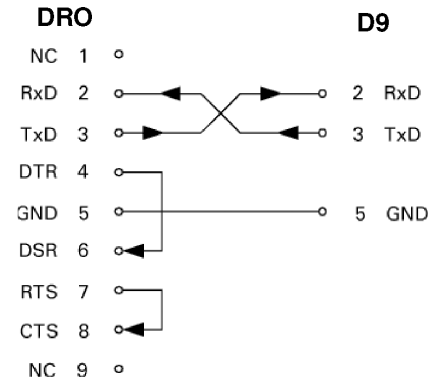 DRO D9
NC 1
RxD 2 2 RxD
TxD 3 3 TxD
DTR 4
GND 5 5 GND
DSR 6
RTS 7
CTS 8
NC 9